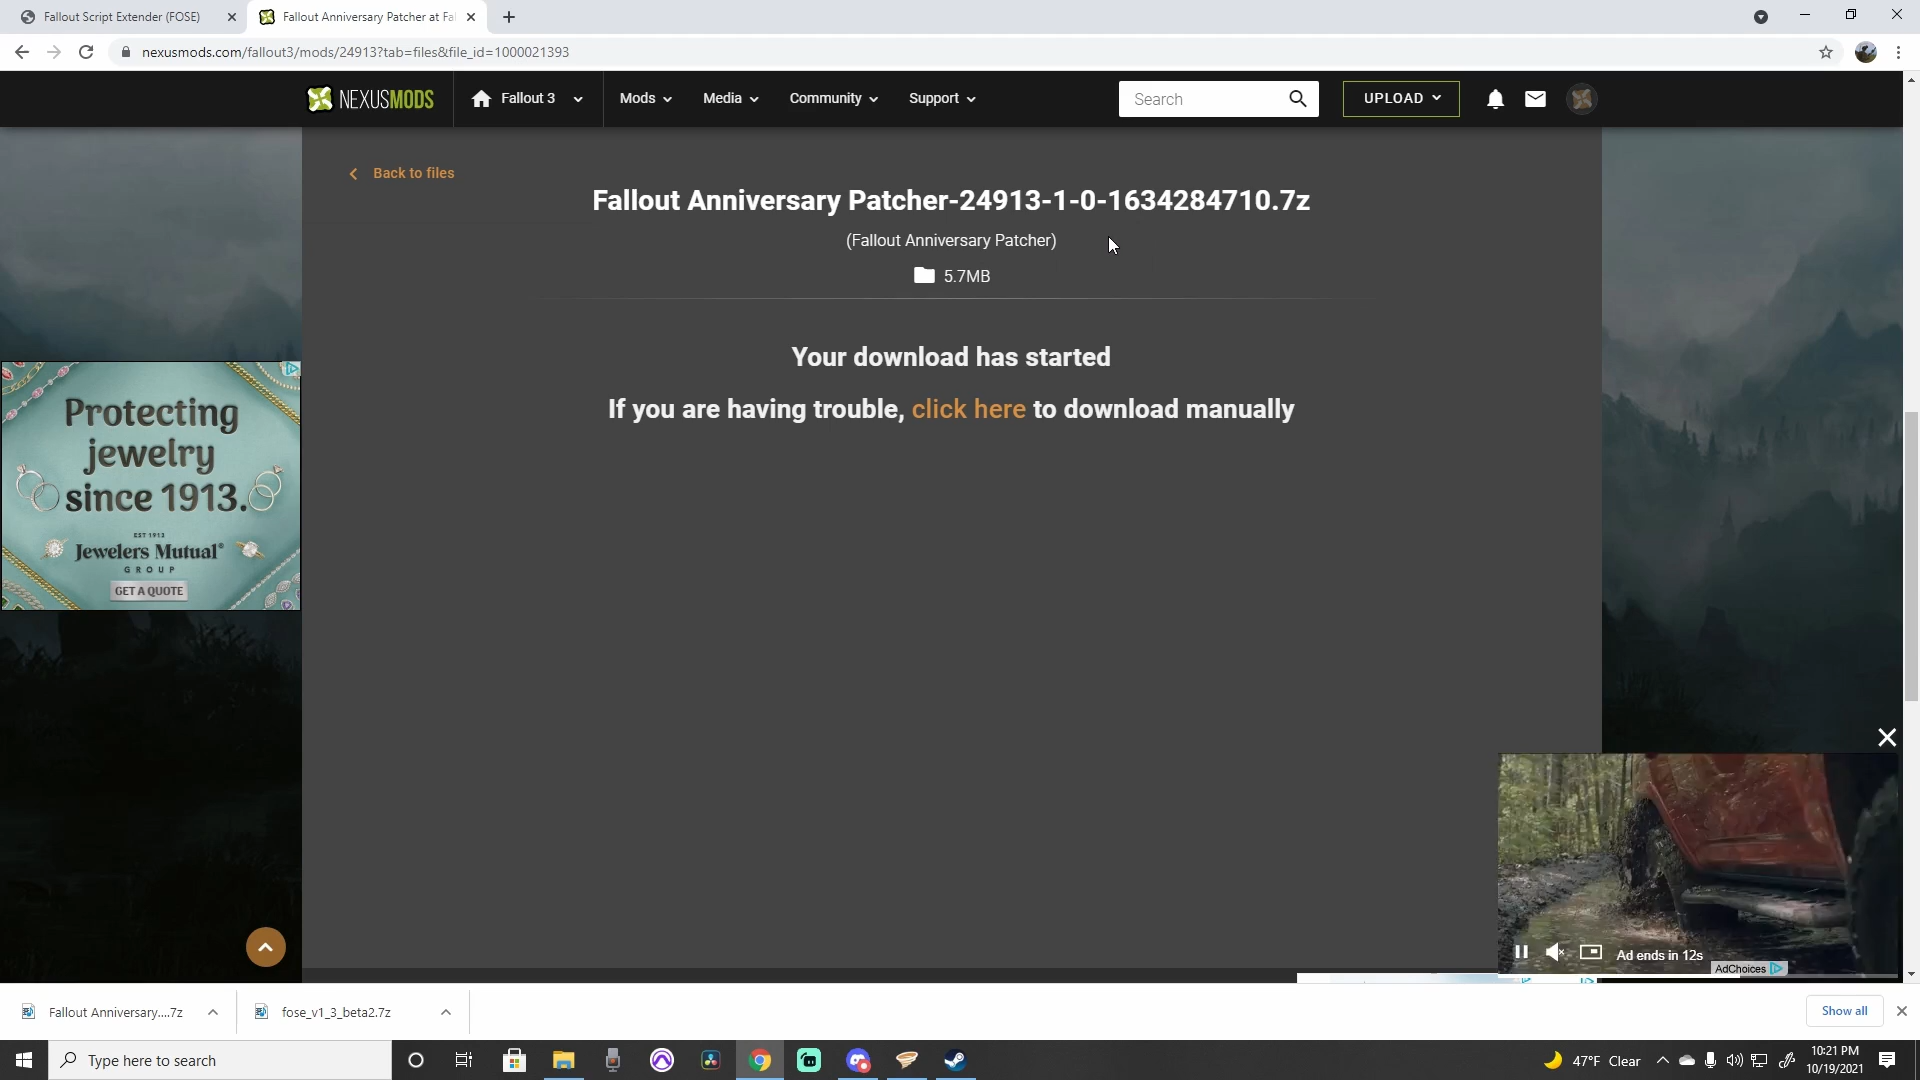 Fallout Script Extender (FOSE)
Fallout Anniversary Patcher at Fal
nexusmods.com/fallout3/mods/24913?tab=files&file_id=1000021393
NEXUSMODS
Fallout 3
Mods
Media
Community
Support
Search
UPLOAD
Back to files
Fallout Anniversary Patcher-24913-1-0-1634284710.7z
(Fallout Anniversary Patcher)
5.7MB
Your download has started
If you are having trouble, click here to download manually
Protecting
jewelry
since 1913.
EST 1913
Jewelers Mutual®
GROUP
GET A QUOTE
Ad ends in 12s
AdChoices
Fallout Anniversary....7z
fose_v1_3_beta2.7z
Show all
Type here to search
47°F Clear
10:21 PM
10/19/2021